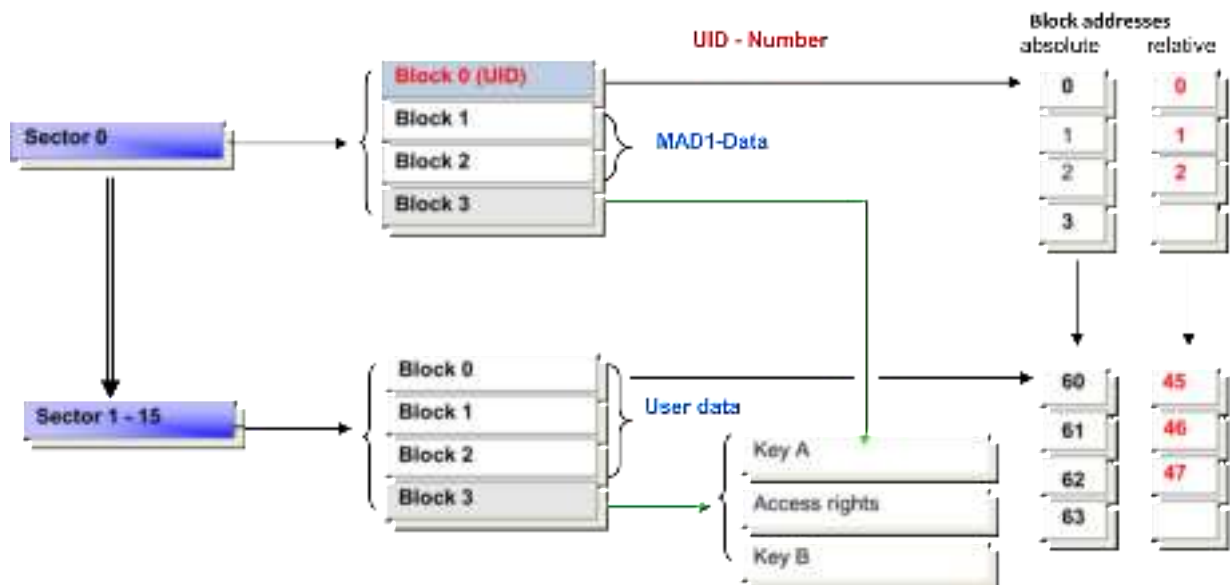 Block addresses
UID - Number
absolute relative
Block 0 (UID)
0 0
Block 1
Sector 0
MAD1-Data
1 1
Block 2
2 2
Block 3
3
Block 0
60 45
Sector 1 - 15
Block 1
User data
61 46
Block 2
Key A
62 47
Block 3
Access rights
63
Key B